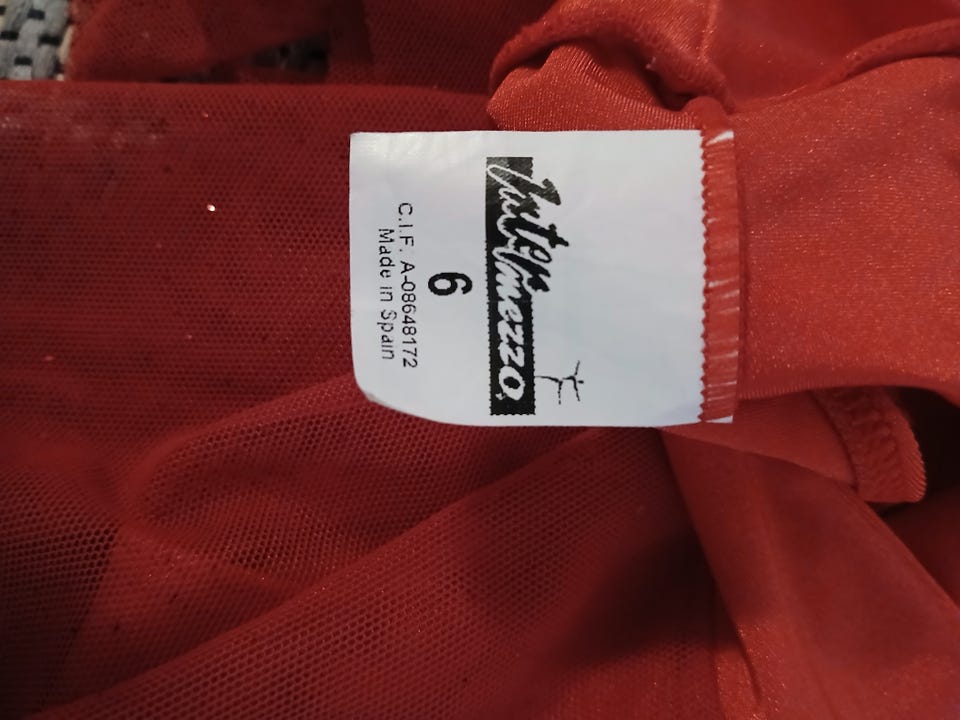 Intermezzo
6
C.I.F. A-08648172
Made in Spain